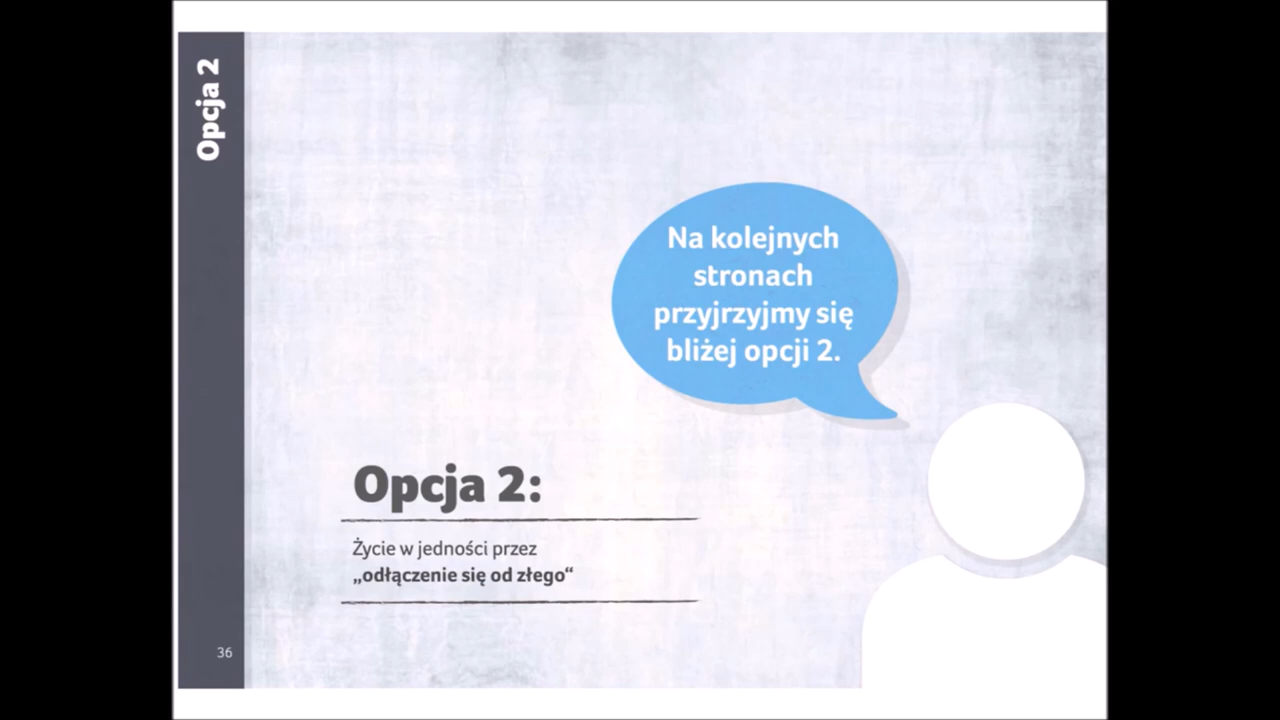 Opcja 2
Na kolejnych
stronach
przyjrzyjmy się
bliżej opcji 2.
Opcja 2:
Życie w jedności przez
„odłączenie się od złego“
36